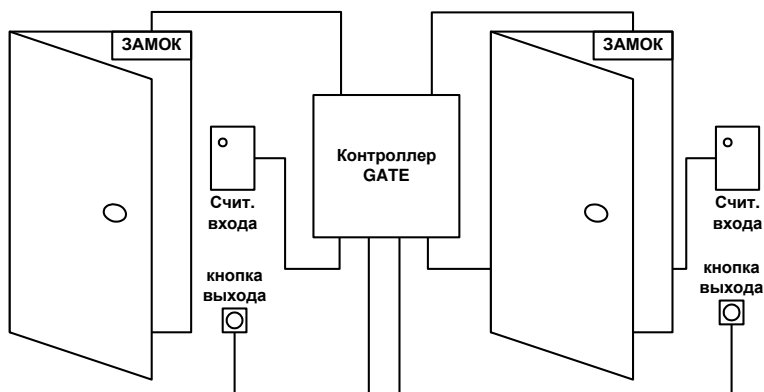 ЗАМОК
ЗАМОК
Контроллер
GATE
Счит.
входа
Счит.
входа
кнопка
выхода
кнопка
выхода